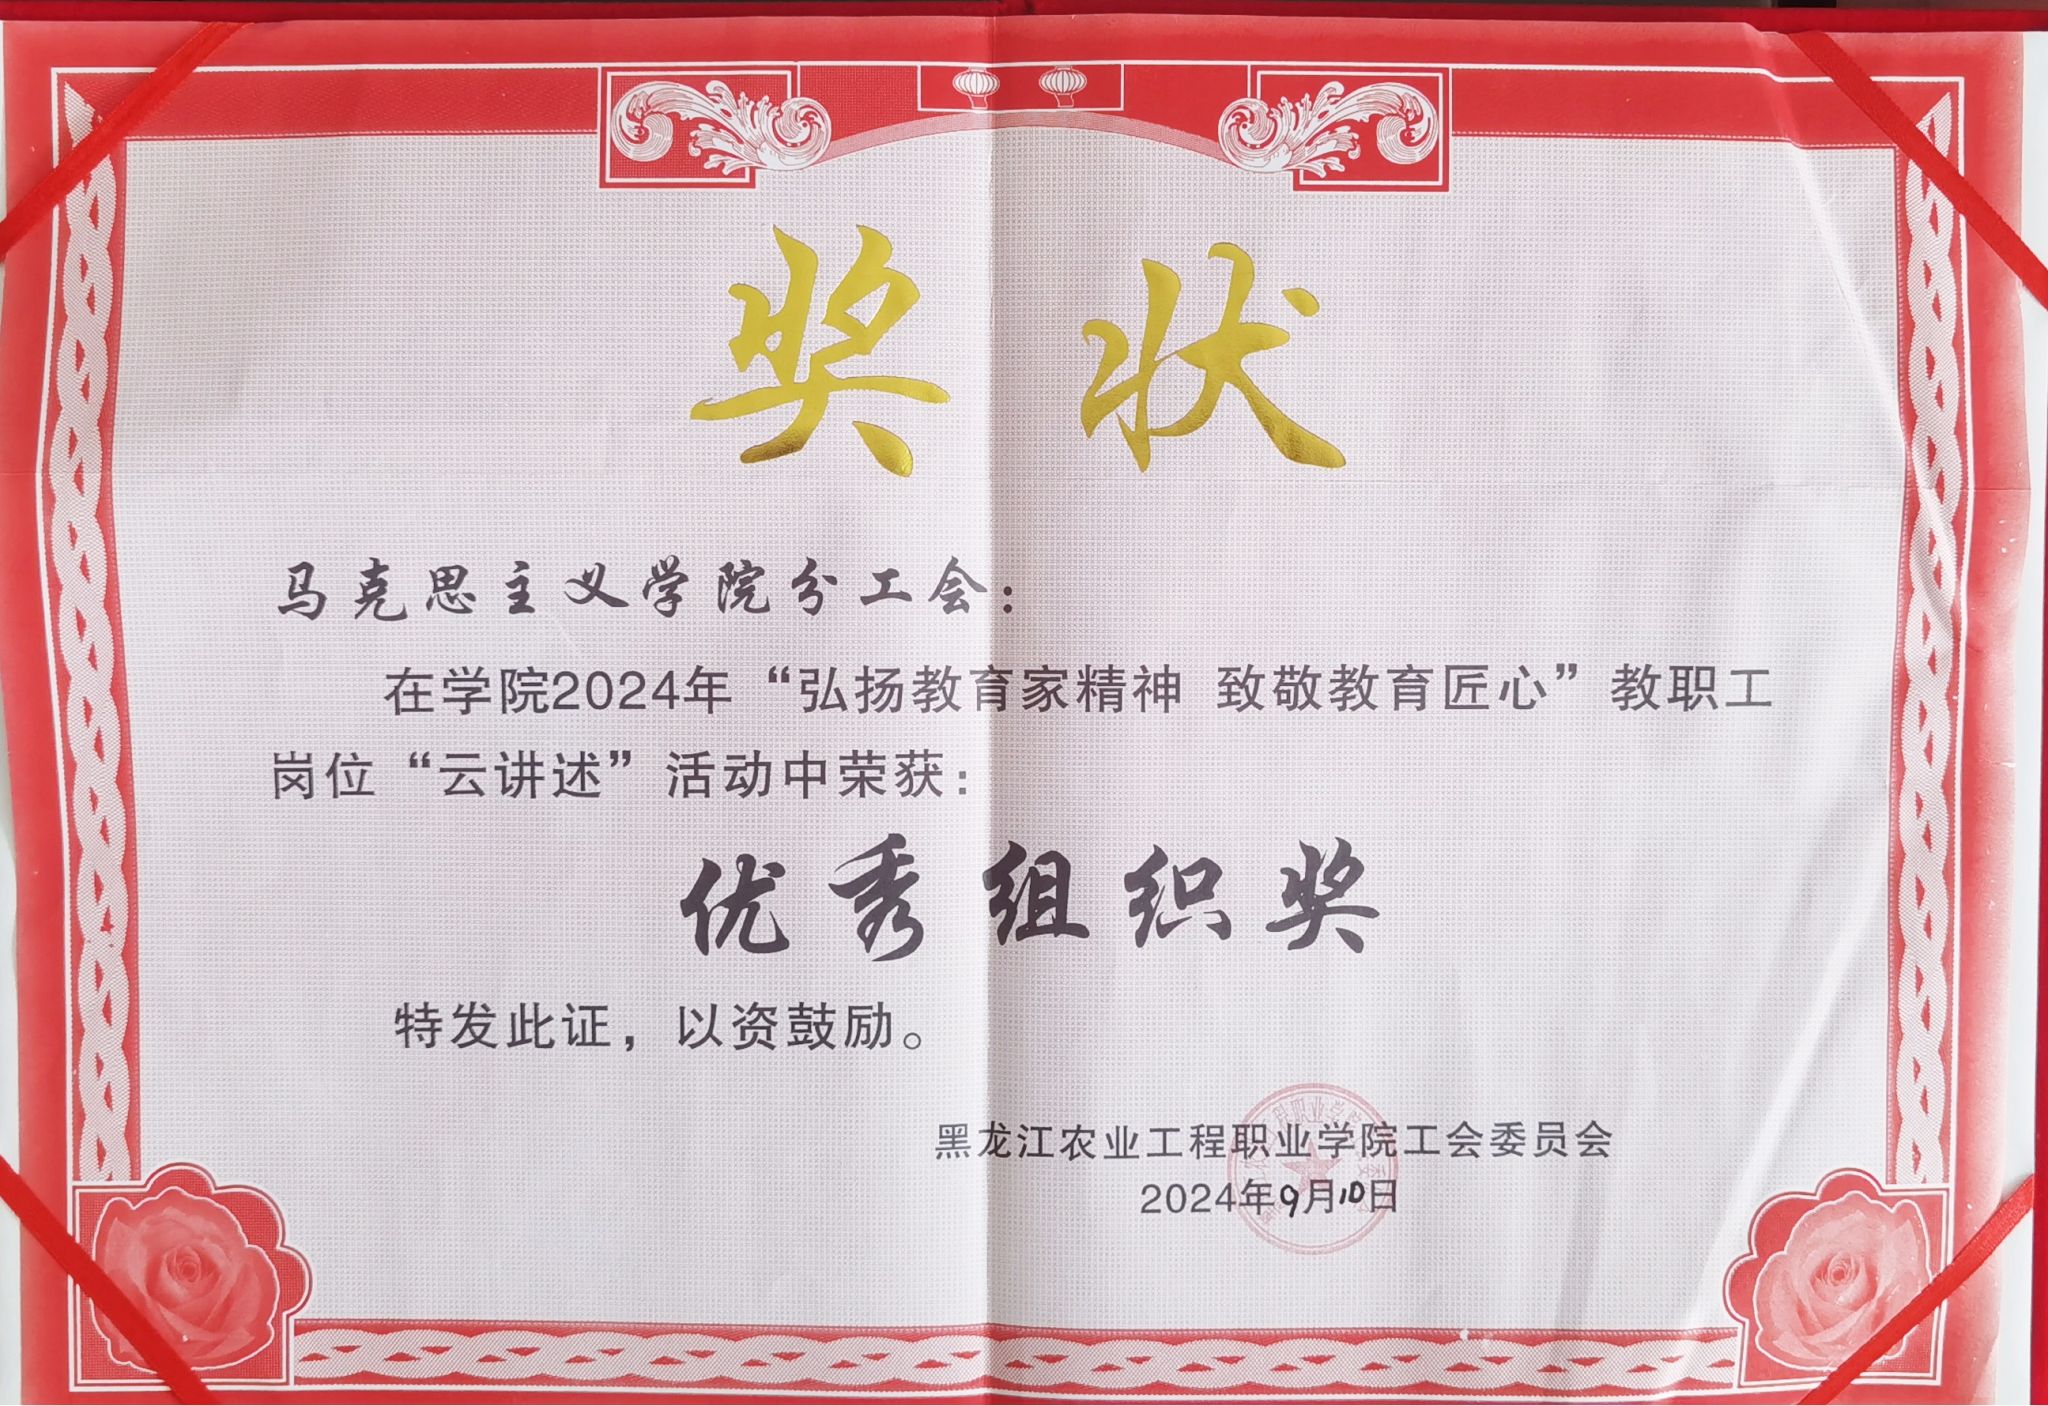 奖状
马克思主义学院分工会：
在学院2024年“弘扬教育家精神 致敬教育匠心”教职工
岗位“云讲述”活动中荣获：
优秀组织奖
特发此证，以资鼓励。
黑龙江农业工程职业学院工会委员会
2024年9月10日